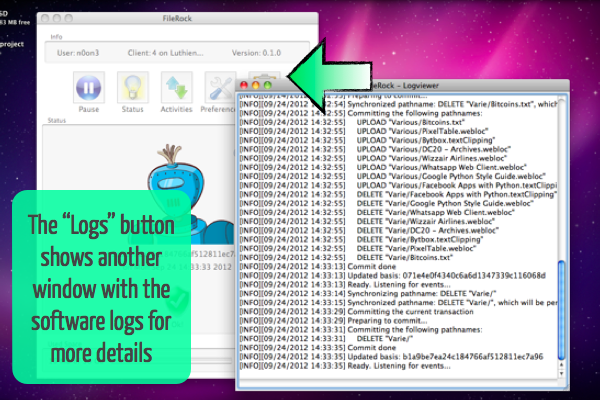 SD
83 MB free
project
FileRock
Info
User: n0on3 Client: 4 on Luthien... Version: 0.1.0
Pause Status Activities Preferences
Status
FileRock - Logviewer
[INFO][09/24/2012 14:32:53] Preparing to commit...
[INFO][09/24/2012 14:32:54] Synchronized pathname: DELETE "Varie/Bitcoins.txt", which
[INFO][09/24/2012 14:32:55] Committing the following pathnames:
[INFO][09/24/2012 14:32:55] UPLOAD "Various/Bitcoins.txt"
[INFO][09/24/2012 14:32:55] UPLOAD "Various/PixelTable.webloc"
[INFO][09/24/2012 14:32:55] UPLOAD "Various/Bytbox.textClipping"
[INFO][09/24/2012 14:32:55] UPLOAD "Various/DC20 - Archives.webloc"
[INFO][09/24/2012 14:32:55] UPLOAD "Various/Wizzair Airlines.webloc"
[INFO][09/24/2012 14:32:55] UPLOAD "Various/Whatsapp Web Client.webloc"
[INFO][09/24/2012 14:32:55] UPLOAD "Various/Google Python Style Guide.webloc"
[INFO][09/24/2012 14:32:55] UPLOAD "Various/Facebook Apps with Python.textClippi
[INFO][09/24/2012 14:32:55] DELETE "Varie/Facebook Apps with Python.textClipping"
[INFO][09/24/2012 14:32:55] DELETE "Varie/Google Python Style Guide.webloc"
[INFO][09/24/2012 14:32:55] DELETE "Varie/Whatsapp Web Client.webloc"
[INFO][09/24/2012 14:32:55] DELETE "Varie/Wizzair Airlines.webloc"
[INFO][09/24/2012 14:32:55] DELETE "Varie/DC20 - Archives.webloc"
[INFO][09/24/2012 14:32:55] DELETE "Varie/Bytbox.textClipping"
[INFO][09/24/2012 14:32:55] DELETE "Varie/PixelTable.webloc"
[INFO][09/24/2012 14:32:55] DELETE "Varie/Bitcoins.txt"
[INFO][09/24/2012 14:33:13] Commit done
[INFO][09/24/2012 14:33:13] Updated basis: 071e4e0f4340c6a6d1347339c116068d
[INFO][09/24/2012 14:33:13] Ready. Listening for events...
[INFO][09/24/2012 14:33:14] Synchronized pathname: DELETE "Varie/"
[INFO][09/24/2012 14:33:15] Synchronized pathname: DELETE "Varie/", which will be per
[INFO][09/24/2012 14:33:29] Committing the current transaction
[INFO][09/24/2012 14:33:29] Preparing to commit...
[INFO][09/24/2012 14:33:31] Committing the following pathnames:
[INFO][09/24/2012 14:33:31] DELETE "Varie/"
[INFO][09/24/2012 14:33:35] Commit done
[INFO][09/24/2012 14:33:35] Updated basis: b1a9be7ea24c184766af512811ec7a96
[INFO][09/24/2012 14:33:35] Ready. Listening for events...
The “Logs” button
shows another
window with the
software logs for
more details